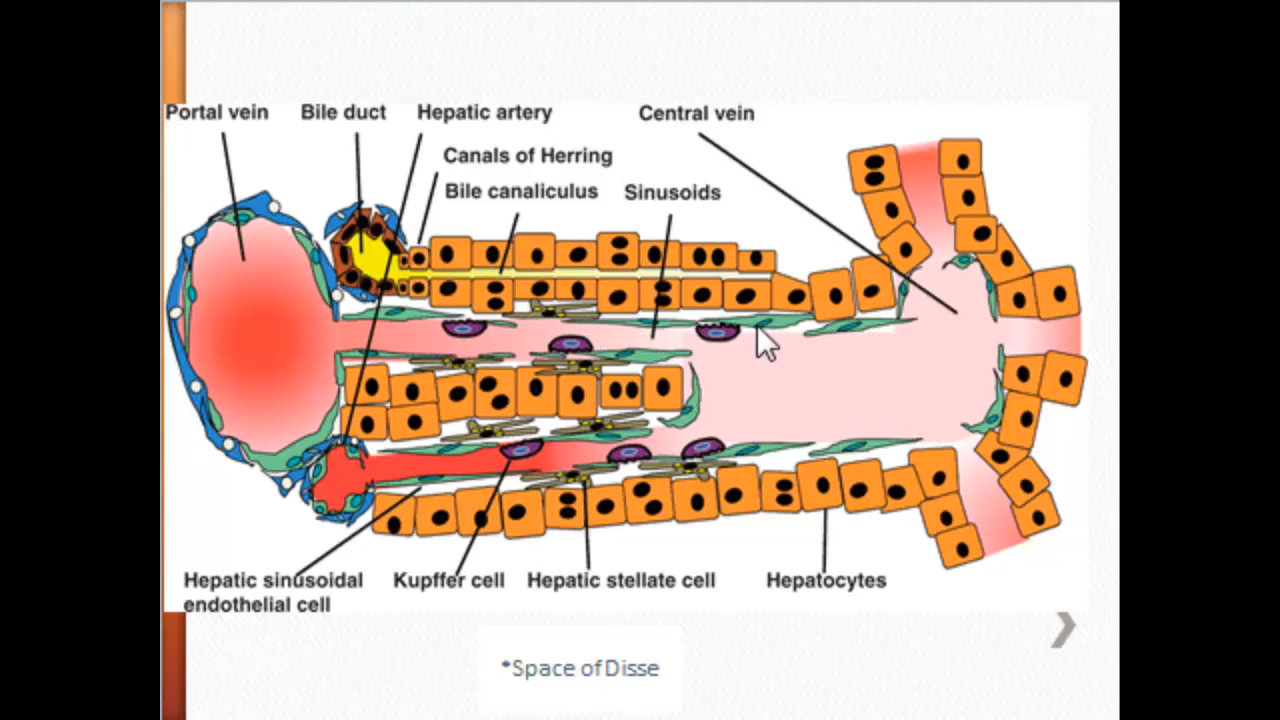 Portal vein
Bile duct
Hepatic artery
Central vein
Canals of Herring
Bile canaliculus
Sinusoids
Hepatic sinusoidal
endothelial cell
Kupffer cell
Hepatic stellate cell
Hepatocytes
*Space of Disse